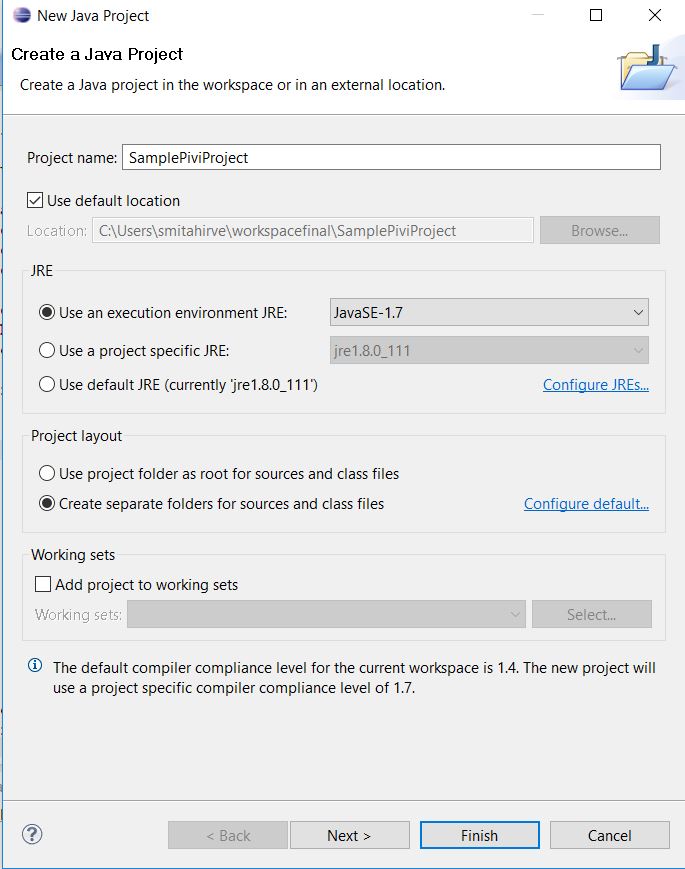 New Java Project
Create a Java Project
Create a Java project in the workspace or in an external location.
Project name: SamplePiviProject
Use default location
Location: C:\Users\smitahirve\workspacefinal\SamplePiviProject Browse...
JRE
Use an execution environment JRE: JavaSE-1.7
Use a project specific JRE: jre1.8.0_111
Use default JRE (currently 'jre1.8.0_111') Configure JREs...
Project layout
Use project folder as root for sources and class files
Create separate folders for sources and class files Configure default...
Working sets
Add project to working sets
Working sets: Select...
The default compiler compliance level for the current workspace is 1.4. The new project will
use a project specific compiler compliance level of 1.7.
? < Back Next > Finish Cancel